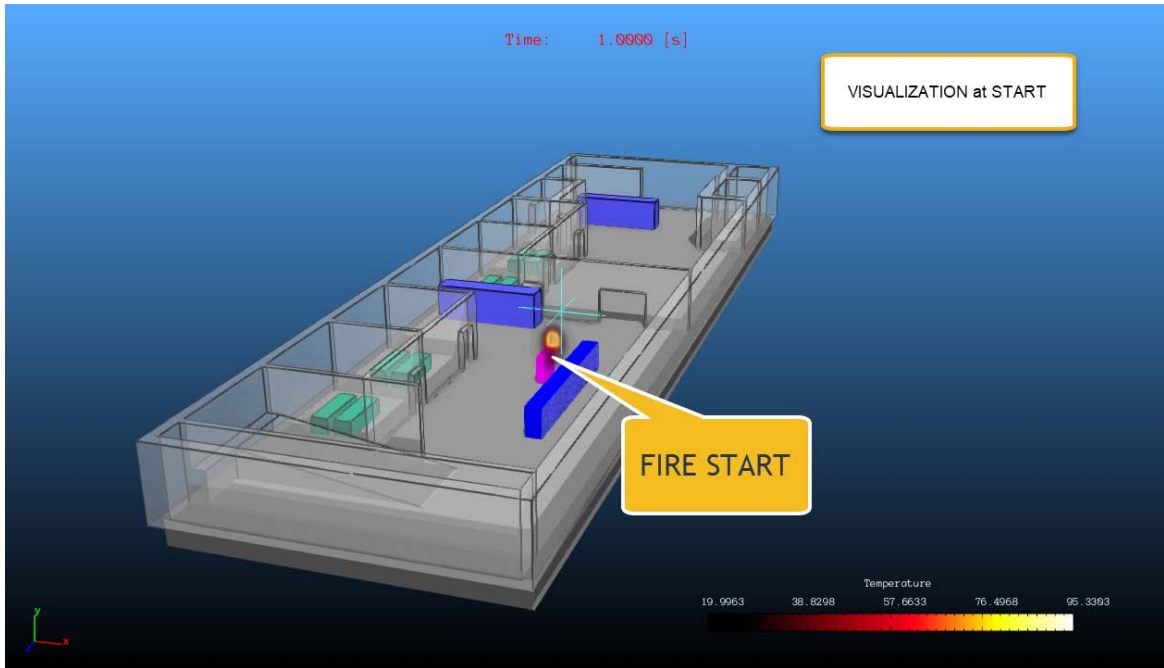 Time: 1.0000 [s]
VISUALIZATION at START
FIRE START
Temperature
19.9963 38.8298 57.6633 76.4968 95.3303
y
x